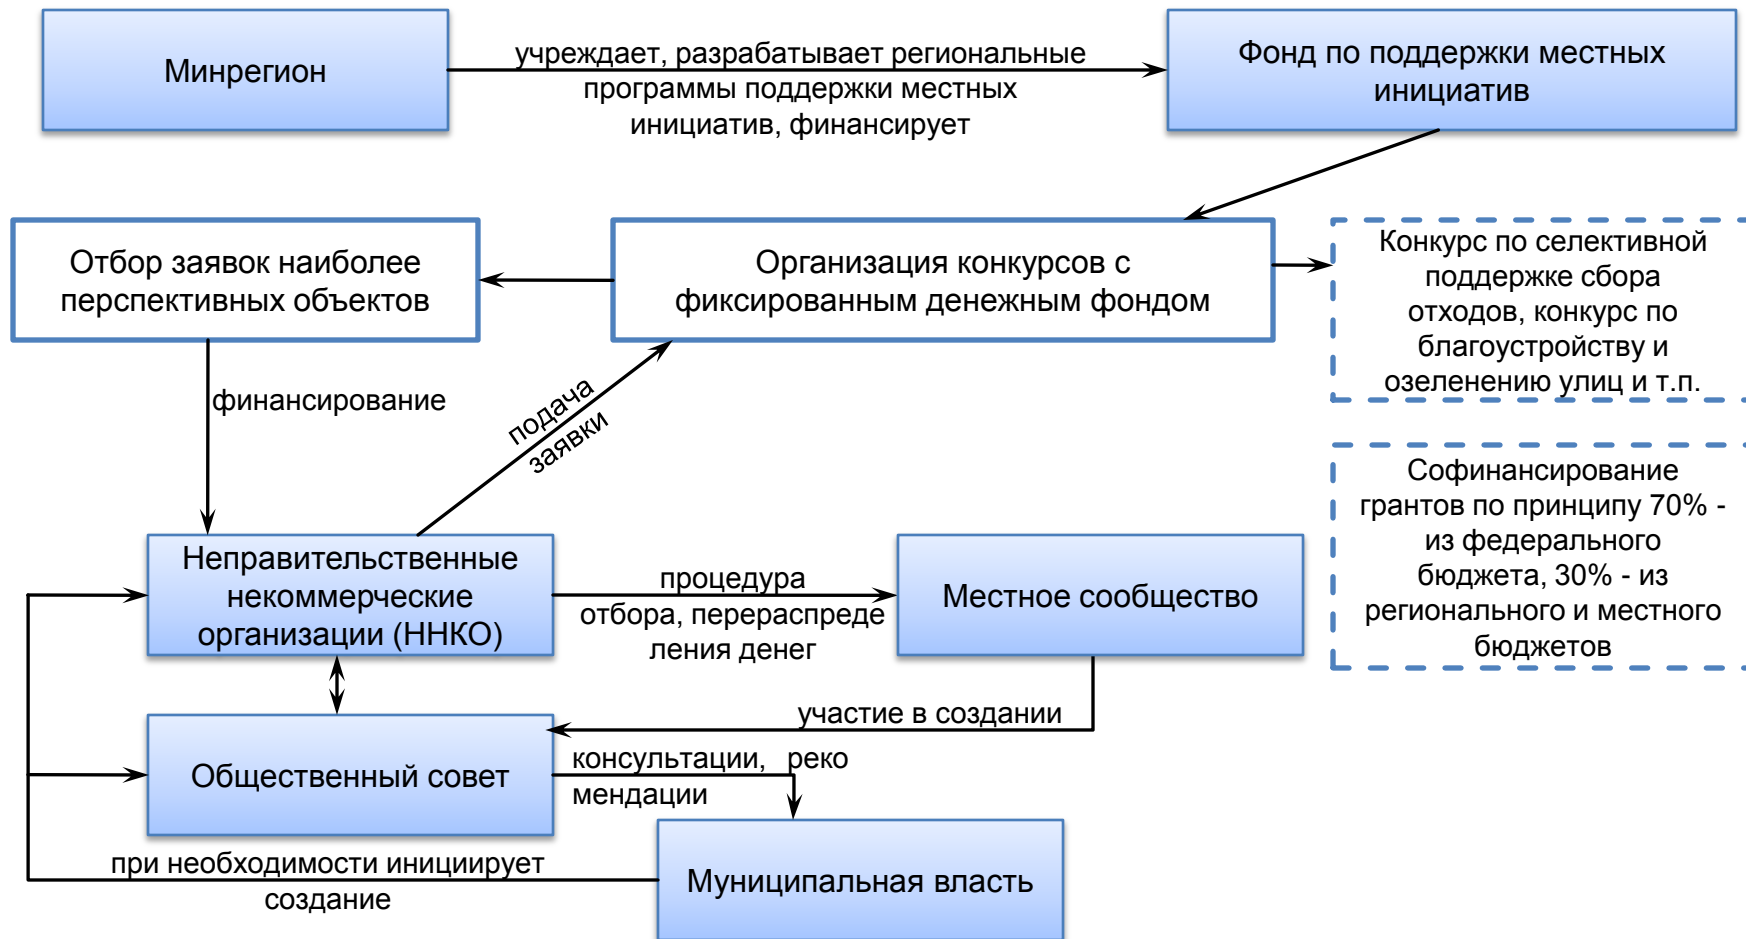 Минрегион
учреждает, разрабатывает региональные
программы поддержки местных
инициатив, финансирует
Фонд по поддержки местных
инициатив
Отбор заявок наиболее
перспективных объектов
Организация конкурсов с
фиксированным денежным фондом
Конкурс по селективной
поддержке сбора
отходов, конкурс по
благоустройству и
озеленению улиц и т.п.
финансирование
подача
заявки
Софинансирование
грантов по принципу 70% -
из федерального
бюджета, 30% - из
регионального и местного
бюджетов
Неправительственные
некоммерческие
организации (ННКО)
процедура
отбора, перераспреде
ления денег
Местное сообщество
участие в создании
Общественный совет
консультации, реко
мендации
при необходимости инициирует
создание
Муниципальная власть